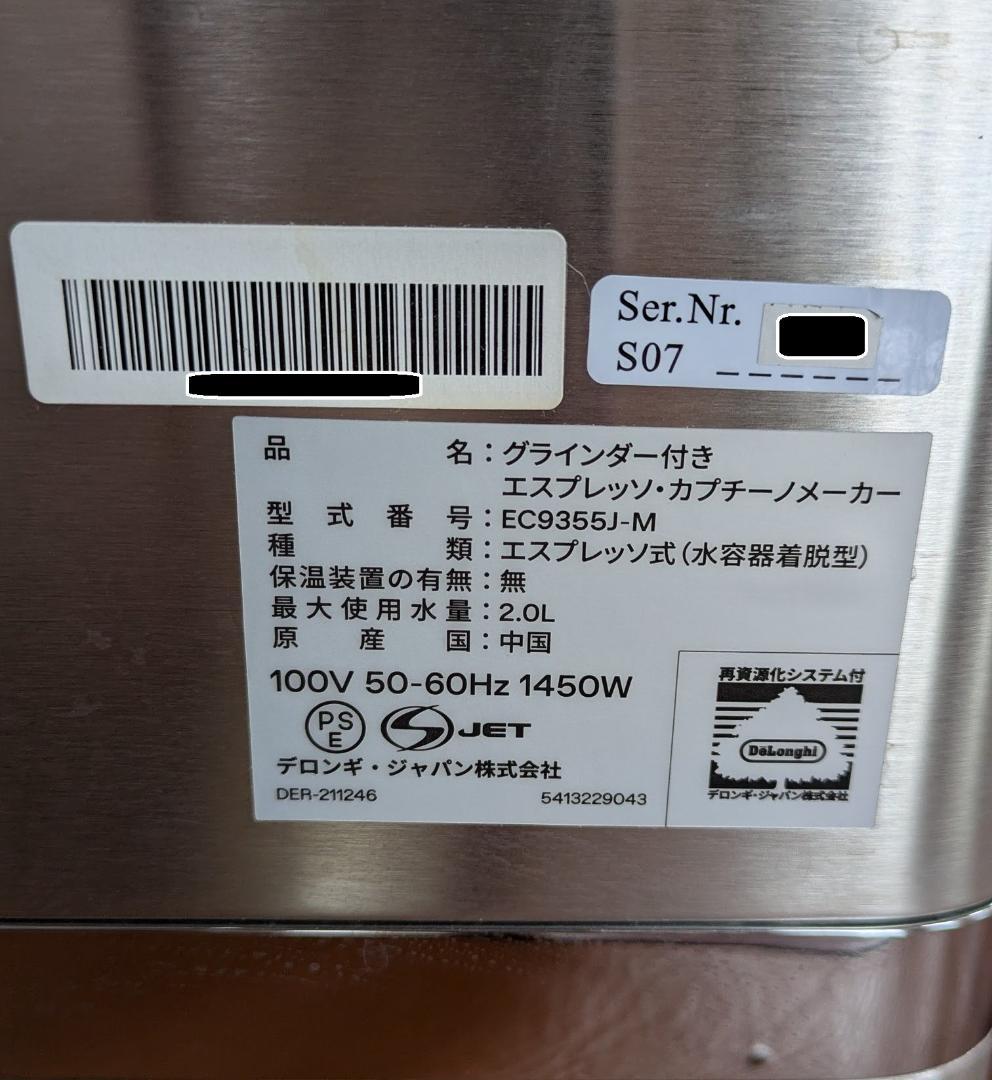 Ser.Nr.
S07
品名：グラインダー付き
エスプレッソ・カプチーノメーカー
型式番号：EC9355J-M
種類：エスプレッソ式（水容器着脱型）
保温装置の有無：無
最大使用水量：2.0L
原産国：中国
100V 50-60Hz 1450W
PSE
JET
デロンギ・ジャパン株式会社
DER-211246
5413229043
再資源化システム付
DeLonghi
デロンギ・ジャパン株式会社